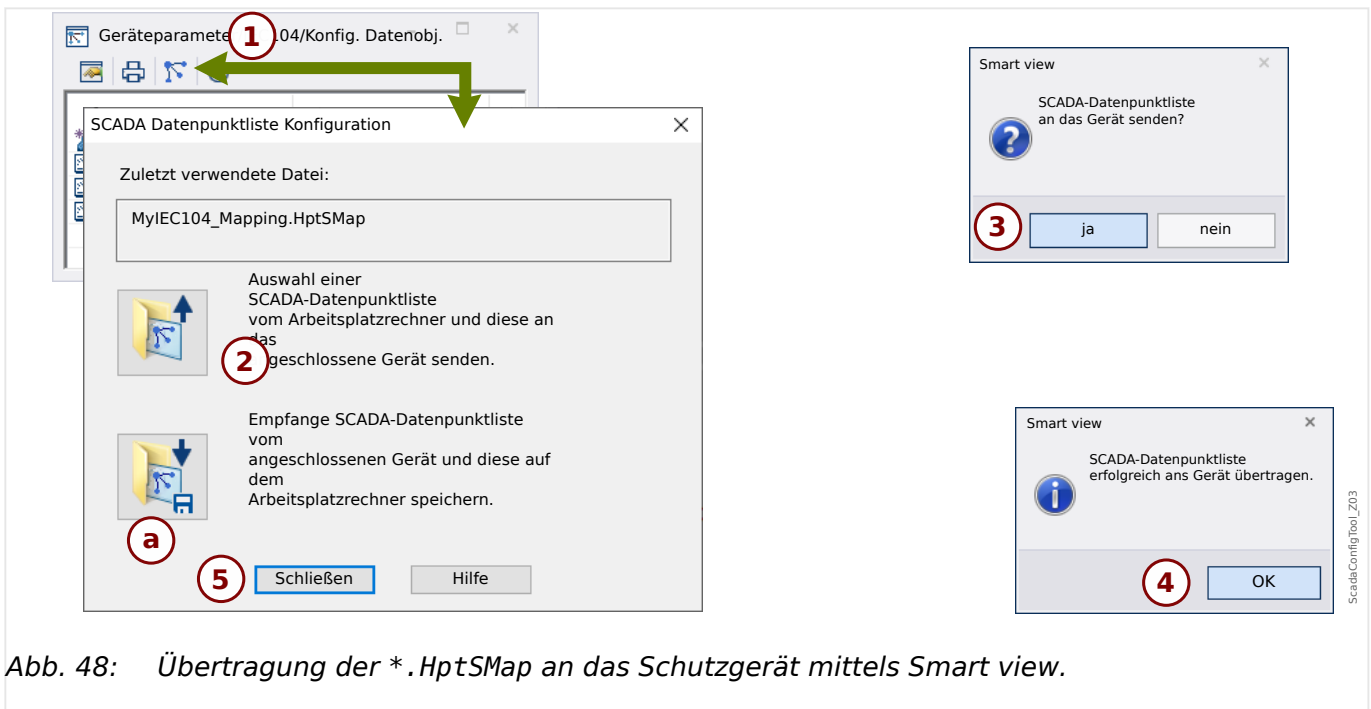 Geräteparamete
1
104/Konfig. Datenobj.
SCADA Datenpunktliste Konfiguration
Zuletzt verwendete Datei:
MyIEC104_Mapping.HptSMap
Auswahl einer
SCADA-Datenpunktliste
vom Arbeitsplatzrechner und diese an
das
geschlossene Gerät senden.
2
Empfange SCADA-Datenpunktliste
vom
angeschlossenen Gerät und diese auf
dem
Arbeitsplatzrechner speichern.
a
5
Schließen
Hilfe
Smart view
SCADA-Datenpunktliste
an das Gerät senden?
3
ja
nein
Smart view
SCADA-Datenpunktliste
erfolgreich ans Gerät übertragen.
4
OK
ScadaConfigTool_Z03
Abb. 48: Übertragung der *.HptSMap an das Schutzgerät mittels Smart view.